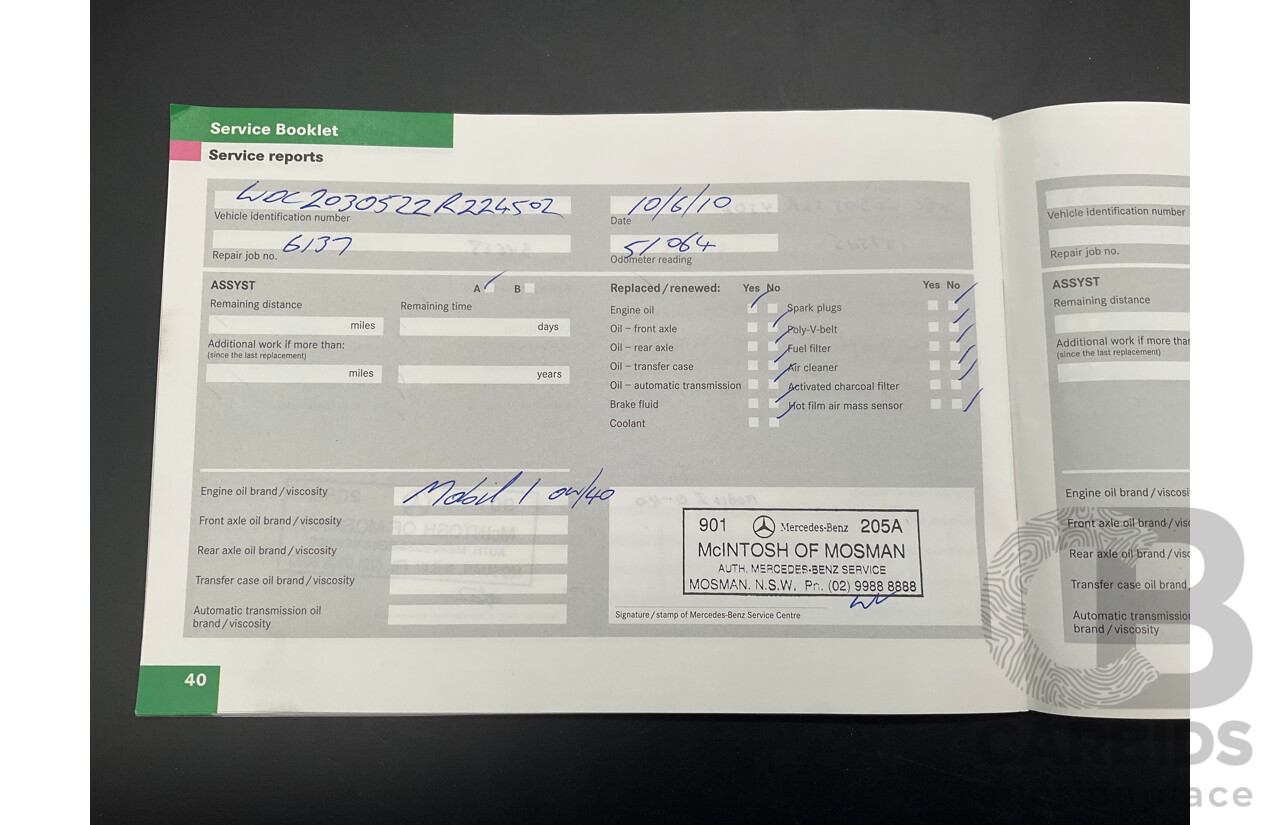 Service Booklet
Service reports
WDC2030522R224502
Vehicle identification number
10/6/10
Date
6137
Repair job no.
51064
Odometer reading
ASSYST A B
Remaining distance Remaining time
miles days
Additional work if more than:
(since the last replacement)
miles years
Replaced/renewed: Yes No
Engine oil
Oil – front axle
Oil – rear axle
Oil – transfer case
Oil – automatic transmission
Brake fluid
Coolant
Yes No
Spark plugs
Poly-V-belt
Fuel filter
Air cleaner
Activated charcoal filter
Hot film air mass sensor
Engine oil brand/viscosity Mobil 1 0w/40
Front axle oil brand/viscosity
Rear axle oil brand/viscosity
Transfer case oil brand/viscosity
Automatic transmission oil
brand/viscosity
901 Mercedes-Benz 205A
McINTOSH OF MOSMAN
AUTH. MERCEDES-BENZ SERVICE
MOSMAN. N.S.W. Ph. (02) 9988 8888
Signature/stamp of Mercedes-Benz Service Centre
40
Vehicle identification number
Repair job no.
ASSYST
Remaining distance
Additional work if more tha
(since the last replacement)
Engine oil brand/viscosi
Front axle oil brand/visc
Rear axle oil brand/visc
Transfer case oil brand
Automatic transmission
brand/viscosity
CARBIDS